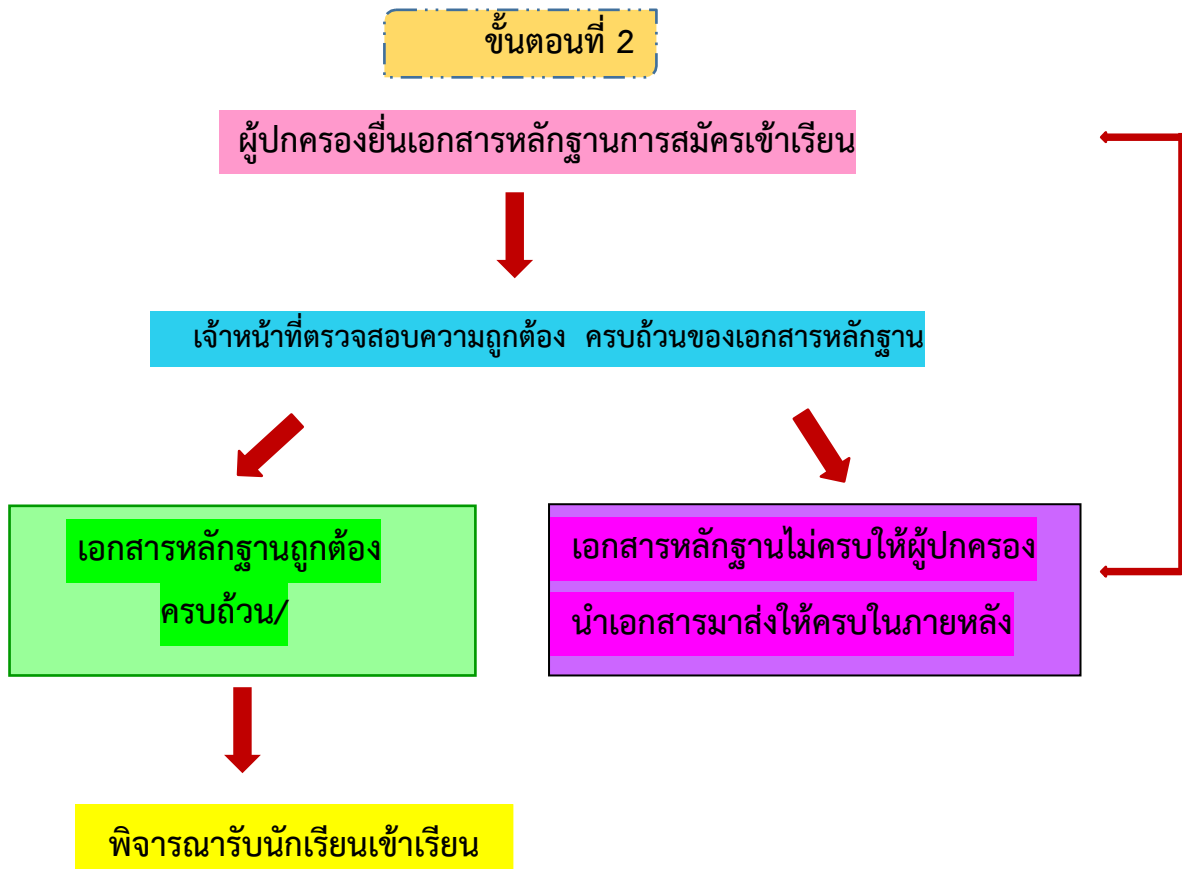 ขั้นตอนที่ 2
ผู้ปกครองยื่นเอกสารหลักฐานการสมัครเข้าเรียน
เจ้าหน้าที่ตรวจสอบความถูกต้อง ครบถ้วนของเอกสารหลักฐาน
เอกสารหลักฐานถูกต้อง
ครบถ้วน/
เอกสารหลักฐานไม่ครบให้ผู้ปกครอง
นำเอกสารมาส่งให้ครบในภายหลัง
พิจารณารับนักเรียนเข้าเรียน